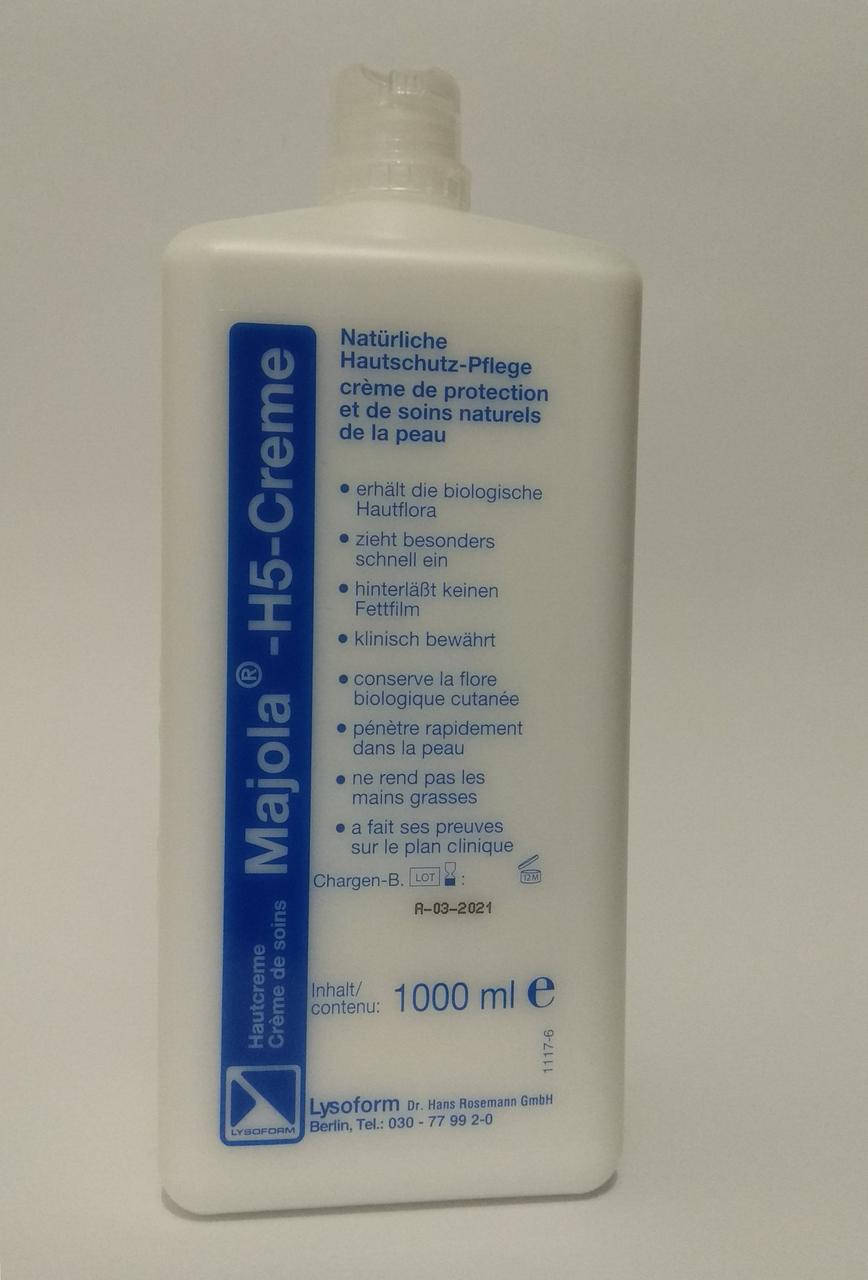 Majola®-H5-Creme
Hautcreme
Crème de soins
LYSOFORM
Natürliche
Hautschutz-Pflege
crème de protection
et de soins naturels
de la peau
• erhält die biologische
Hautflora
• zieht besonders
schnell ein
• hinterläßt keinen
Fettfilm
• klinisch bewährt
• conserve la flore
biologique cutanée
• pénètre rapidement
dans la peau
• ne rend pas les
mains grasses
• a fait ses preuves
sur le plan clinique
Chargen-B. LOT : 12M
A-03-2021
Inhalt/
contenu: 1000 ml e
1117-6
Lysoform Dr. Hans Rosemann GmbH
Berlin, Tel.: 030 - 77 99 2-0